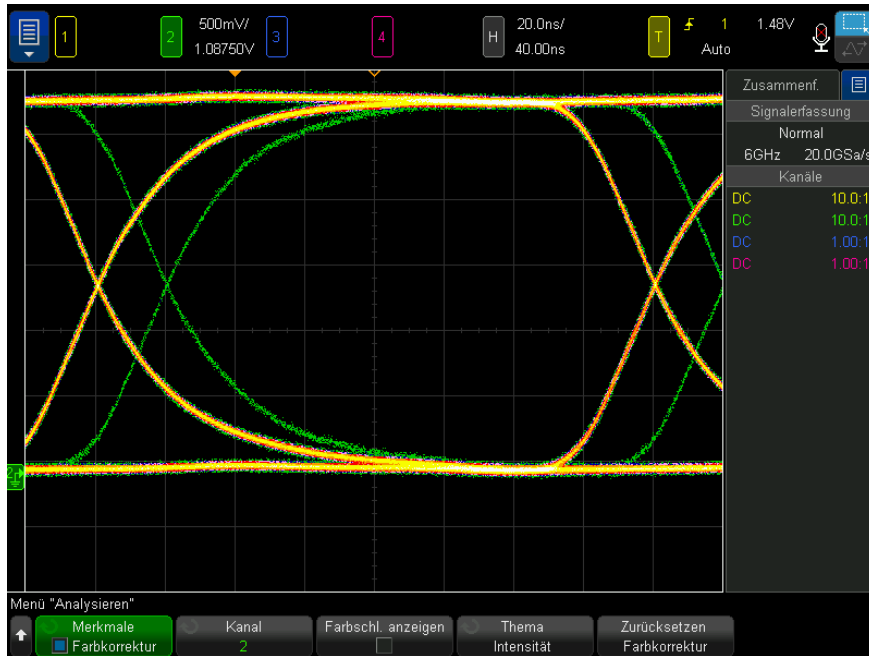 1
2
500mV/
1.08750V
3
4
H
20.0ns/
40.00ns
T
1
1.48V
Auto
Zusammenf.
Signalerfassung
Normal
6GHz 20.0GSa/s
Kanäle
DC 10.0:1
DC 10.0:1
DC 1.00:1
DC 1.00:1
2
Menü "Analysieren"
Merkmale
Farbkorrektur
Kanal
2
Farbschl. anzeigen
Thema
Intensität
Zurücksetzen
Farbkorrektur